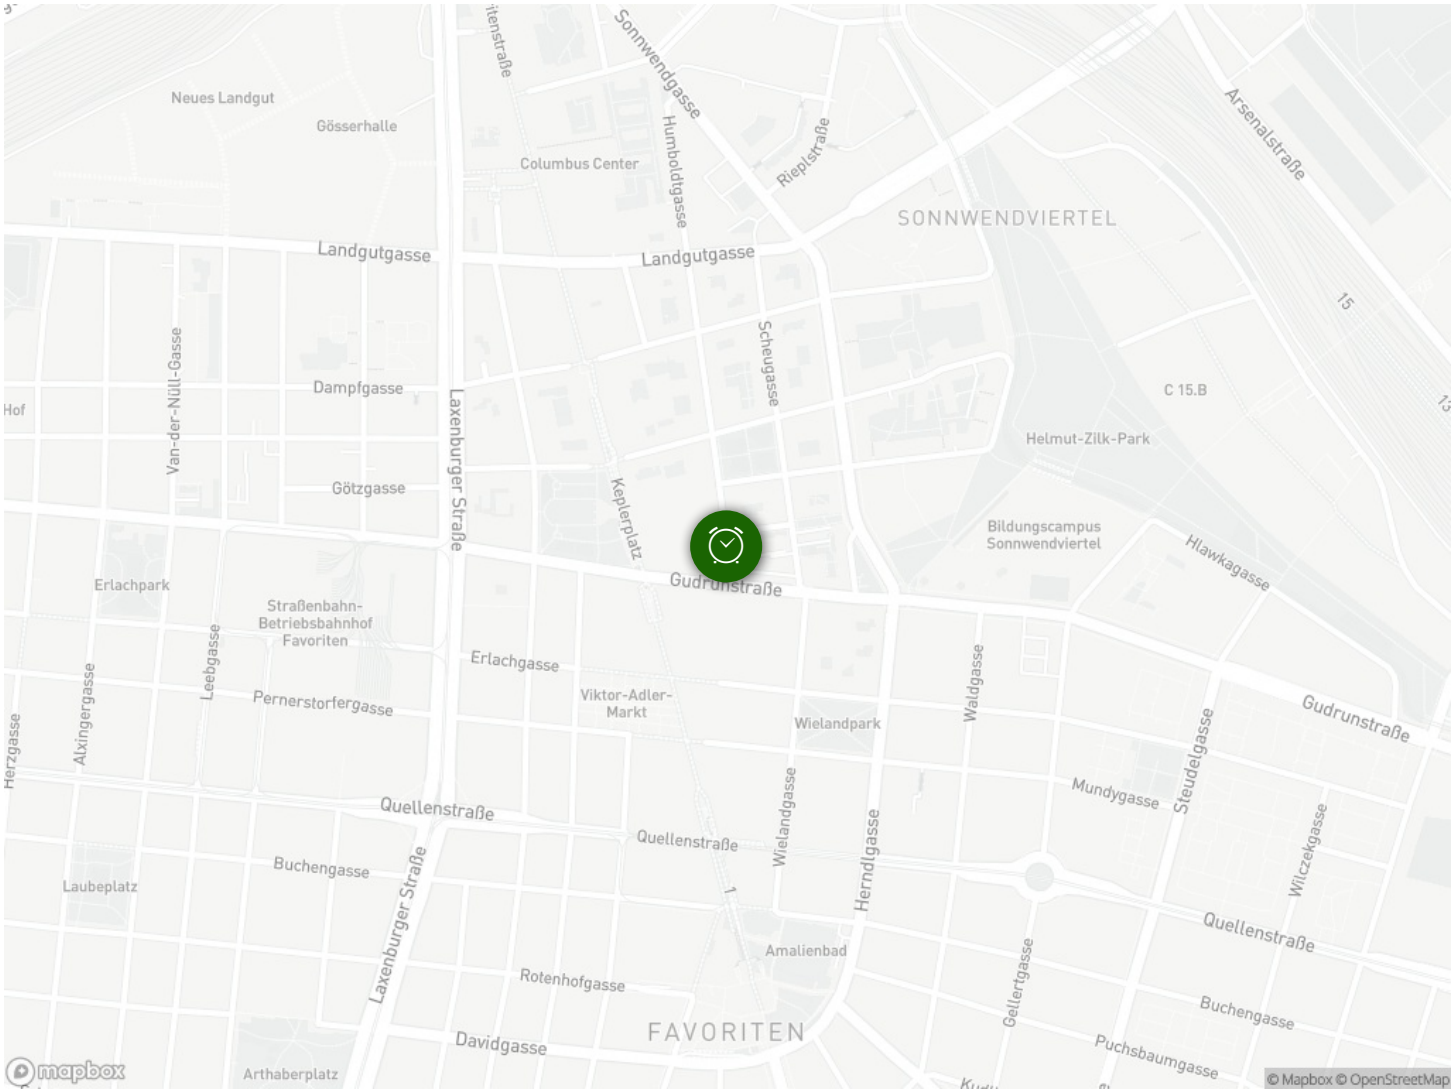 itenstraße
Sonnwendgasse
Neues Landgut
Gösserhalle
Columbus Center
Humboldtgasse
Rieplstraße
Arsenalstraße
SONNWENDVIERTEL
Landgutgasse
Landgutgasse
15
Van-der-Nüll-Gasse
Dampfgasse
Scheugasse
C 15.B
13
Hof
Laxenburger Straße
Helmut-Zilk-Park
Götzgasse
Keplerplatz
Bildungscampus
Sonnwendviertel
Hlawkagasse
Erlachpark
Gudrunstraße
Straßenbahn-
Betriebsbahnhof
Favoriten
Leebgasse
Erlachgasse
Alxingergasse
Pernerstorfergasse
Viktor-Adler-
Markt
Wielandpark
Waldgasse
Gudrunstraße
Herzgasse
Steudelgasse
Mundygasse
Quellenstraße
Quellenstraße
Wielandgasse
Herndlgasse
Wilczekgasse
Buchengasse
Laubeplatz
1
Laxenburger Straße
Quellenstraße
Amalienbad
Rotenhofgasse
Gellertgasse
Buchengasse
FAVORITEN
Davidgasse
Puchsbaumgasse
Arthaberplatz
mapbox
© Mapbox © OpenStreetMap